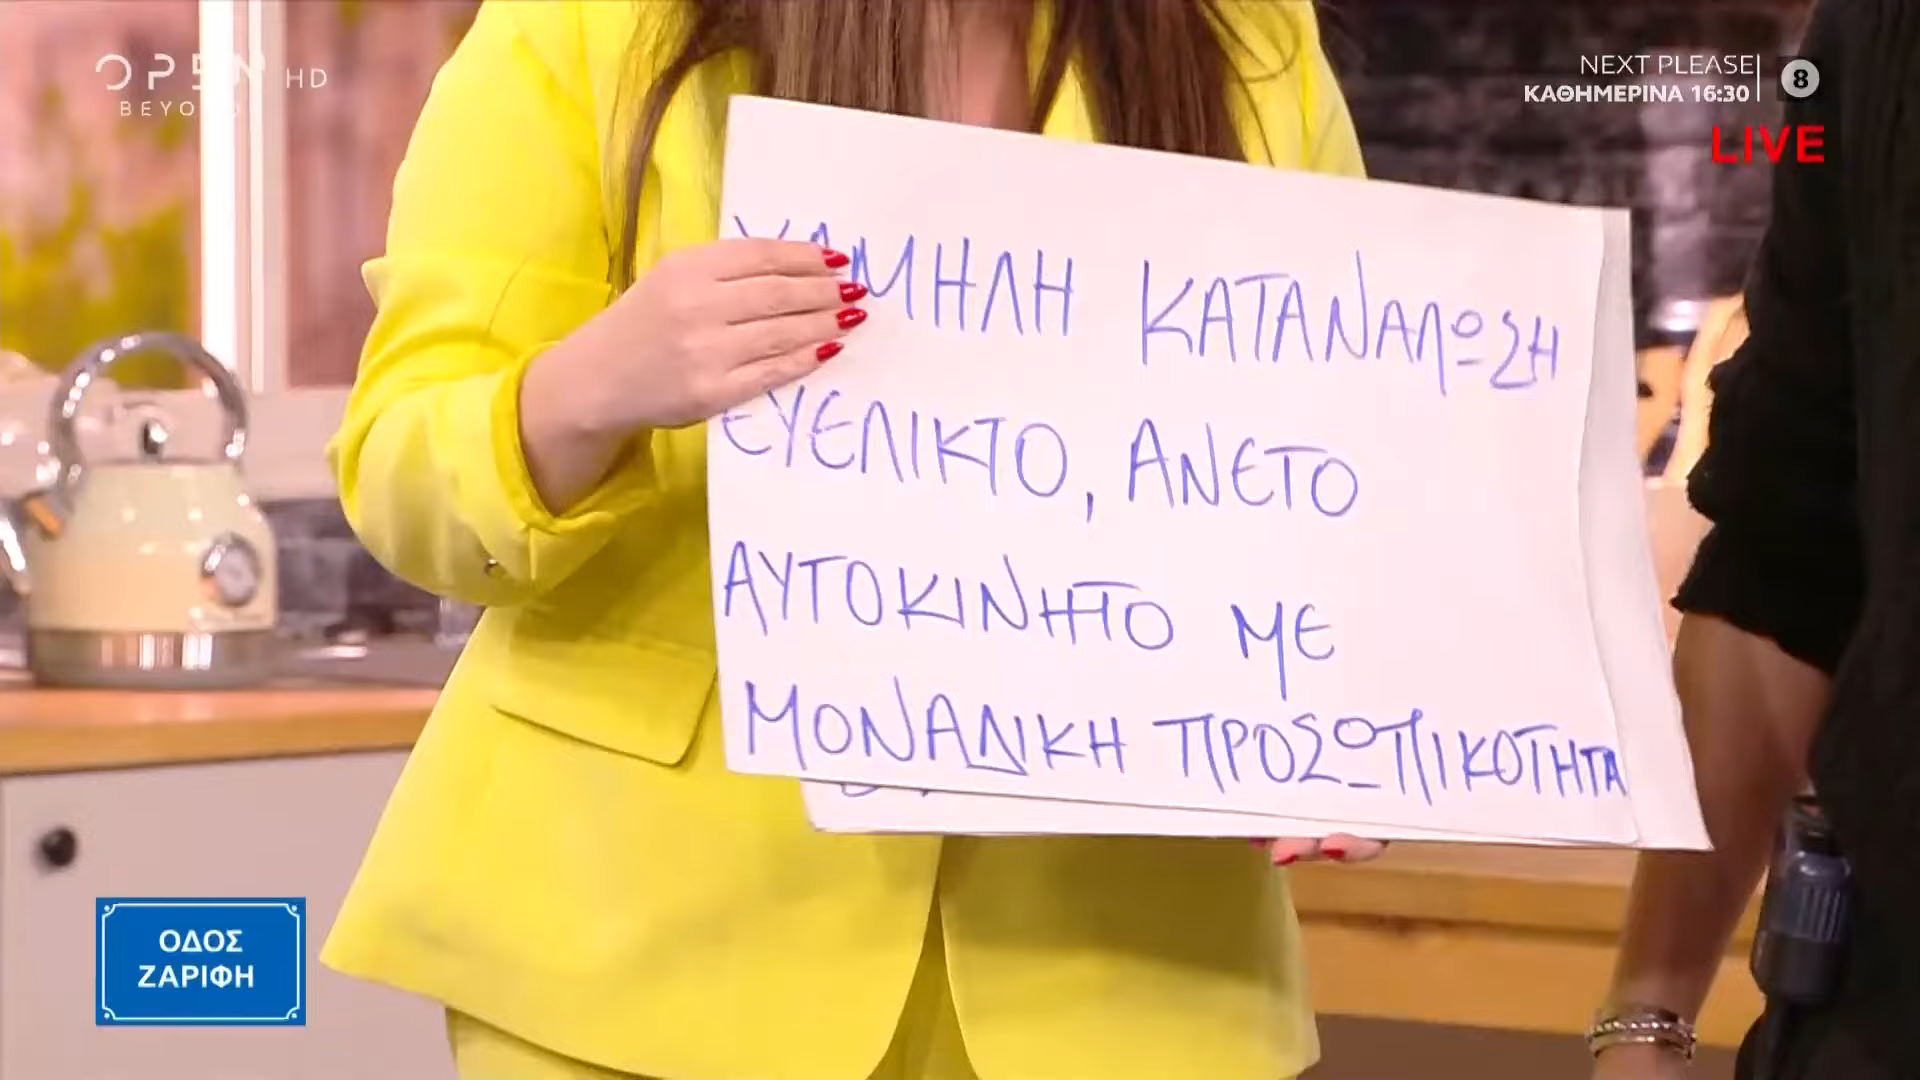 OPEN HD
BEYOND
NEXT PLEASE
ΚΑΘΗΜΕΡΙΝΑ 16:30
8
LIVE
ΧΑΜΗΛΗ ΚΑΤΑΝΑΛΩΣΗ
ΕΥΕΛΙΚΤΟ, ΑΝΕΤΟ
ΑΥΤΟΚΙΝΗΤΟ ΜΕ
ΜΟΝΑΔΙΚΗ ΠΡΟΣΩΠΙΚΟΤΗΤΑ
ΟΔΟΣ
ΖΑΡΙΦΗ